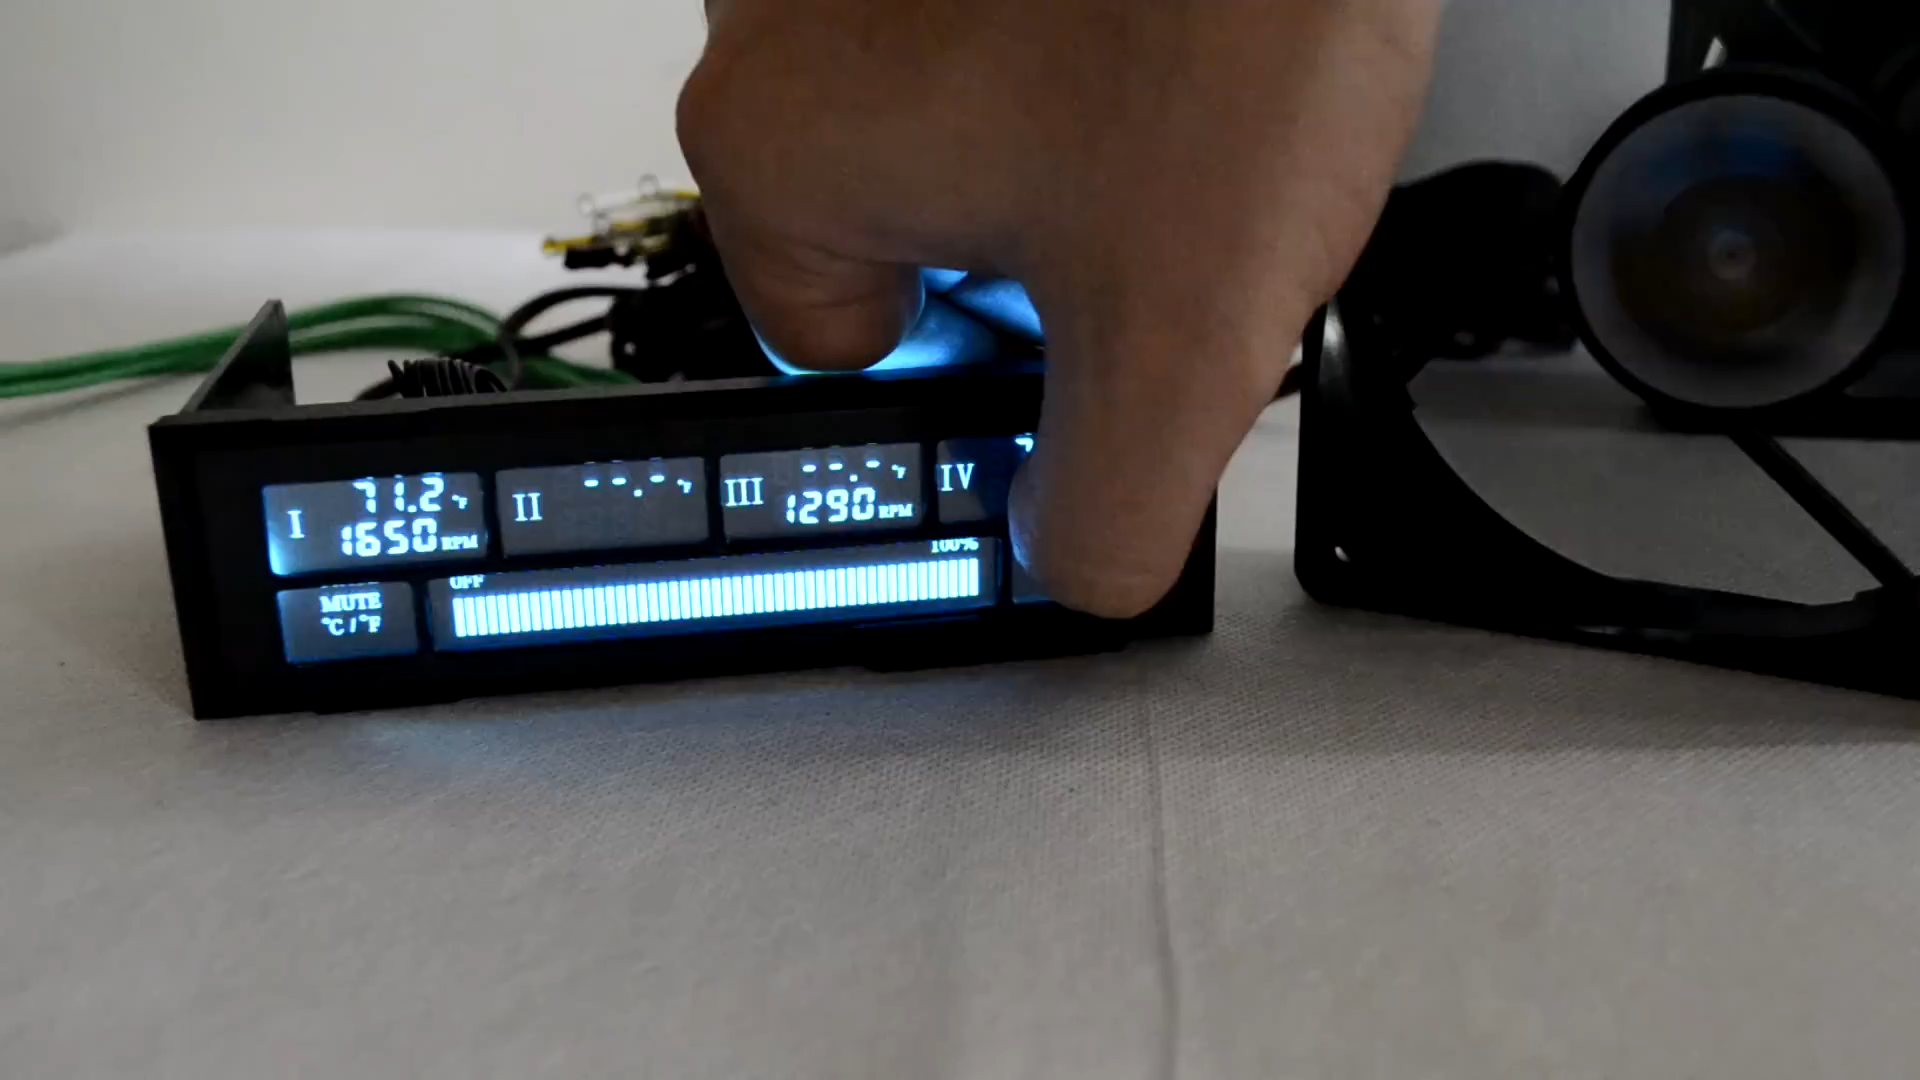 I 71.2 °F
1650 RPM
II --.- °F
III --.- °F
1290 RPM
IV
OFF 100%
MUTE
°C/°F